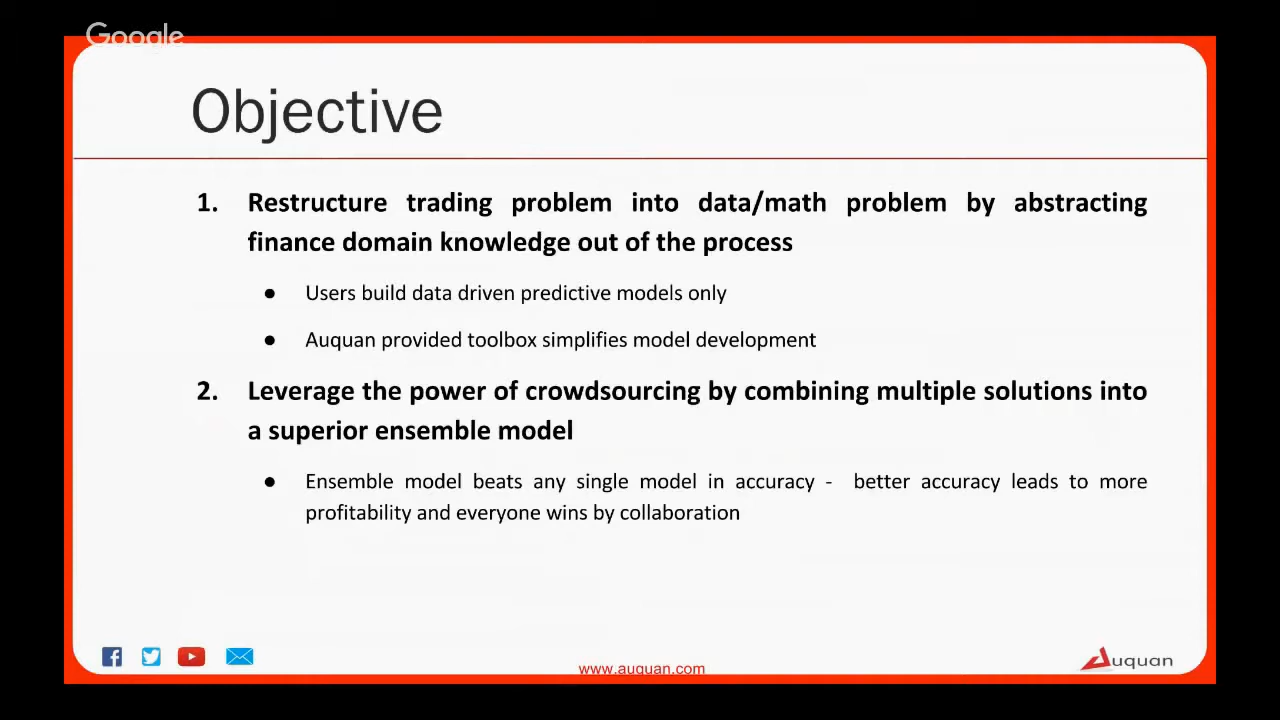 Google
Objective
1. Restructure trading problem into data/math problem by abstracting
finance domain knowledge out of the process
● Users build data driven predictive models only
● Auquan provided toolbox simplifies model development
2. Leverage the power of crowdsourcing by combining multiple solutions into
a superior ensemble model
● Ensemble model beats any single model in accuracy - better accuracy leads to more
profitability and everyone wins by collaboration
www.auquan.com
Auquan